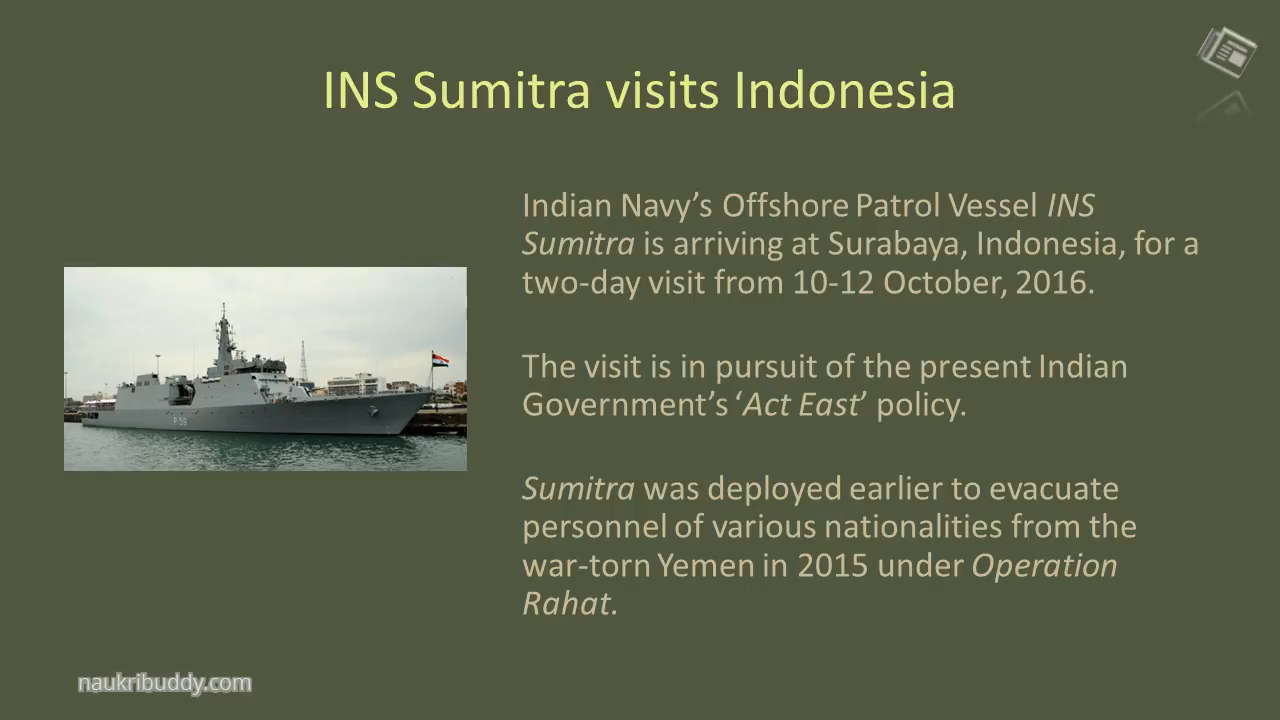 INS Sumitra visits Indonesia
Indian Navy’s Offshore Patrol Vessel INS
Sumitra is arriving at Surabaya, Indonesia, for a
two-day visit from 10-12 October, 2016.
The visit is in pursuit of the present Indian
Government’s ‘Act East’ policy.
P 59
Sumitra was deployed earlier to evacuate
personnel of various nationalities from the
war-torn Yemen in 2015 under Operation
Rahat.
naukribuddy.com